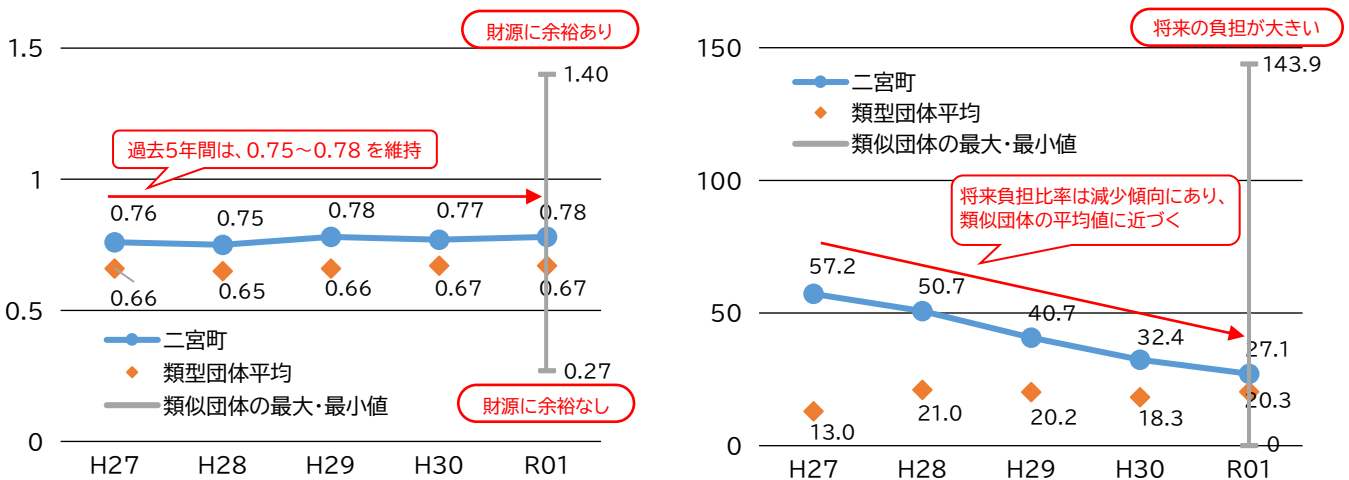 財源に余裕あり
1.5
1.40
過去5年間は、0.75～0.78 を維持
1
0.76
0.75
0.78
0.77
0.78
0.66
0.65
0.66
0.67
0.67
0.5
二宮町
類型団体平均
類似団体の最大・最小値
0.27
財源に余裕なし
0
H27
H28
H29
H30
R01
将来の負担が大きい
150
143.9
二宮町
類型団体平均
類似団体の最大・最小値
100
将来負担比率は減少傾向にあり、
類似団体の平均値に近づく
57.2
50.7
40.7
32.4
27.1
50
13.0
21.0
20.2
18.3
20.3
0
0
H27
H28
H29
H30
R01